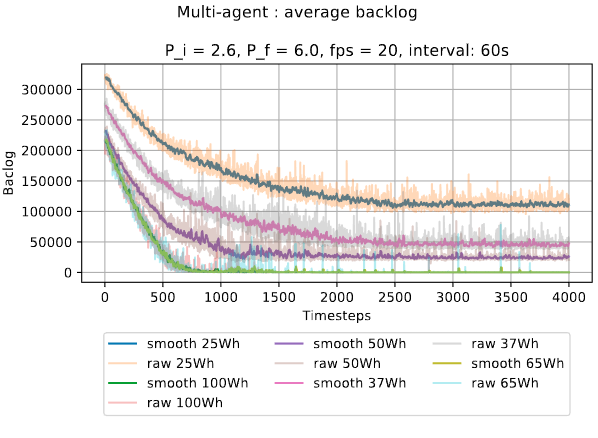 Multi-agent : average backlog
P_i = 2.6, P_f = 6.0, fps = 20, interval: 60s
300000
250000
200000
150000
100000
50000
0
Backlog
0 500 1000 1500 2000 2500 3000 3500 4000
Timesteps
smooth 25Wh smooth 50Wh raw 37Wh
raw 25Wh raw 50Wh smooth 65Wh
smooth 100Wh smooth 37Wh raw 65Wh
raw 100Wh